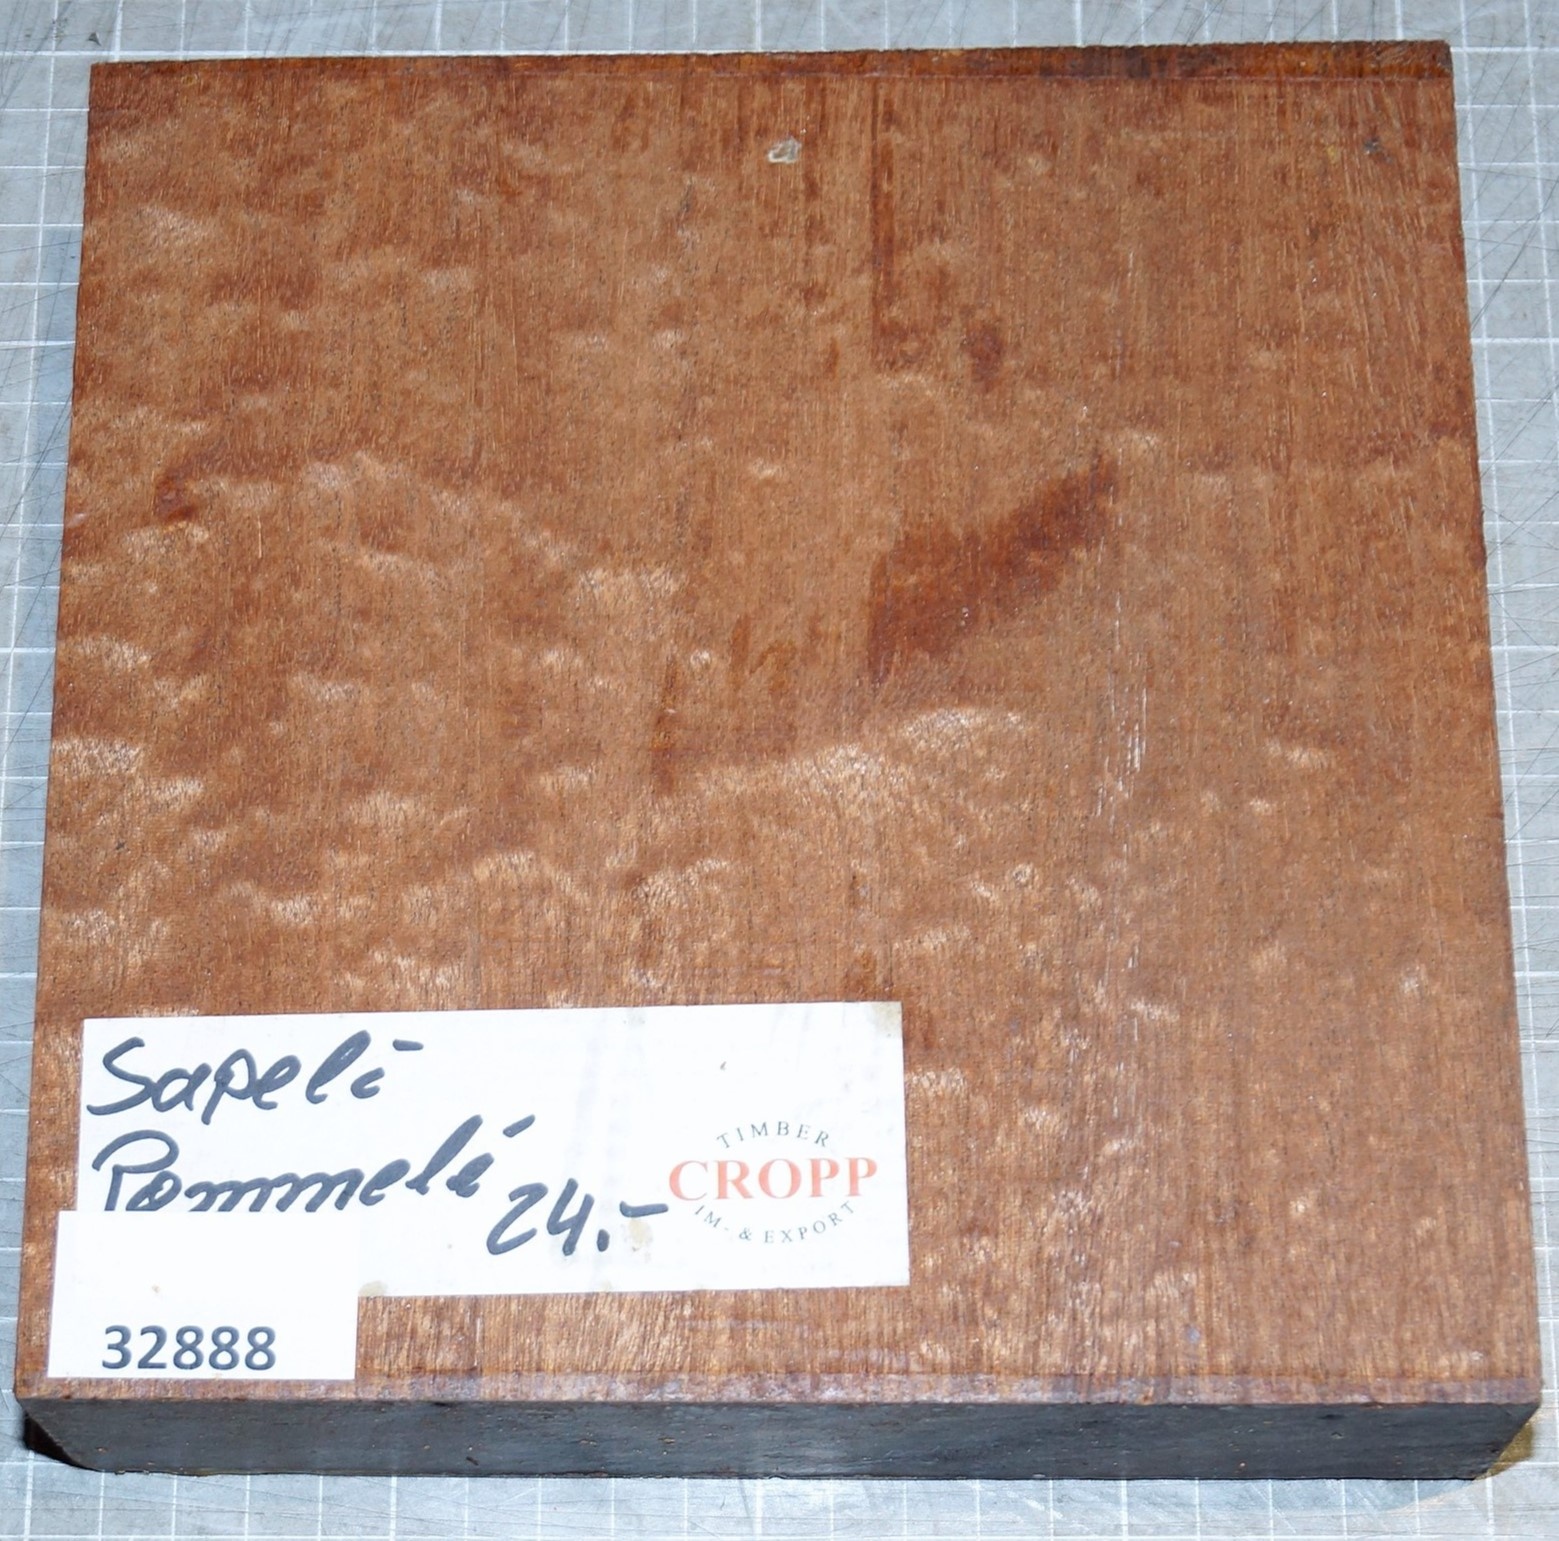 Sapeli
Pommelé
24.-
TIMBER
CROPP
IM- & EXPORT
32888